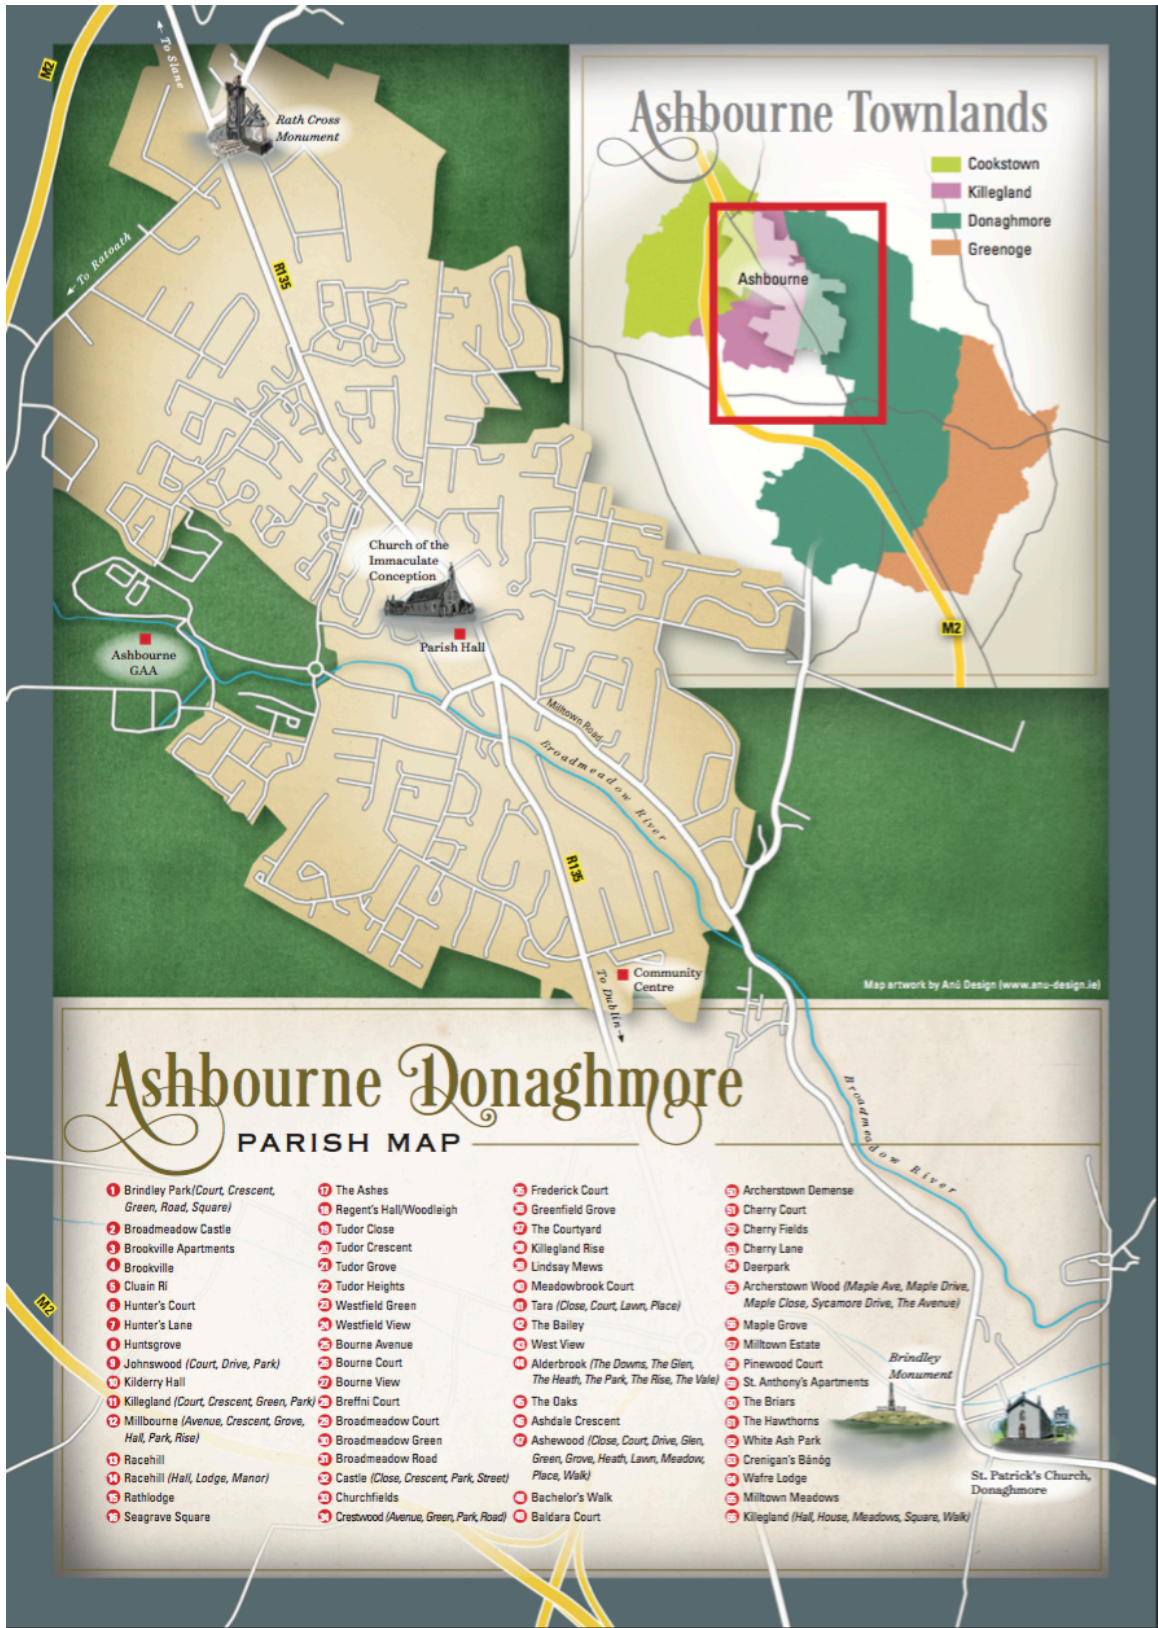 M2
To Slane
Rath Cross
Monument
To Ratoath
R135
Ashbourne Townlands
Cookstown
Killegland
Donaghmore
Greenoge
Ashbourne
M2
Church of the
Immaculate
Conception
Parish Hall
Ashbourne
GAA
Milltown Road
Broadmeadow River
R135
To Dublin
Community
Centre
Map artwork by Anú Design (www.anu-design.ie)
Ashbourne Donaghmore
PARISH MAP
Broadmeadow River
M2
1 Brindley Park(Court, Crescent,
Green, Road, Square)
2 Broadmeadow Castle
3 Brookville Apartments
4 Brookville
5 Cluain Rí
6 Hunter's Court
7 Hunter's Lane
8 Huntsgrove
9 Johnswood (Court, Drive, Park)
10 Kilderry Hall
11 Killegland (Court, Crescent, Green, Park)
12 Millbourne (Avenue, Crescent, Grove,
Hall, Park, Rise)
13 Racehill
14 Racehill (Hall, Lodge, Manor)
15 Rathlodge
16 Seagrave Square
17 The Ashes
18 Regent's Hall/Woodleigh
19 Tudor Close
20 Tudor Crescent
21 Tudor Grove
22 Tudor Heights
23 Westfield Green
24 Westfield View
25 Bourne Avenue
26 Bourne Court
27 Bourne View
28 Breffni Court
29 Broadmeadow Court
30 Broadmeadow Green
31 Broadmeadow Road
32 Castle (Close, Crescent, Park, Street)
33 Churchfields
34 Crestwood (Avenue, Green, Park, Road)
35 Frederick Court
36 Greenfield Grove
37 The Courtyard
38 Killegland Rise
39 Lindsay Mews
40 Meadowbrook Court
41 Tara (Close, Court, Lawn, Place)
42 The Bailey
43 West View
44 Alderbrook (The Downs, The Glen,
The Heath, The Park, The Rise, The Vale)
45 The Oaks
46 Ashdale Crescent
47 Ashewood (Close, Court, Drive, Glen,
Green, Grove, Heath, Lawn, Meadow,
Place, Walk)
48 Bachelor's Walk
49 Baldara Court
50 Archerstown Demense
51 Cherry Court
52 Cherry Fields
53 Cherry Lane
54 Deerpark
55 Archerstown Wood (Maple Ave, Maple Drive,
Maple Close, Sycamore Drive, The Avenue)
56 Maple Grove
57 Milltown Estate
58 Pinewood Court
59 St. Anthony's Apartments
60 The Briars
61 The Hawthorns
62 White Ash Park
63 Crenigan's Bánóg
64 Wafre Lodge
65 Milltown Meadows
66 Killegland (Hall, House, Meadows, Square, Walk)
Brindley
Monument
St. Patrick's Church,
Donaghmore